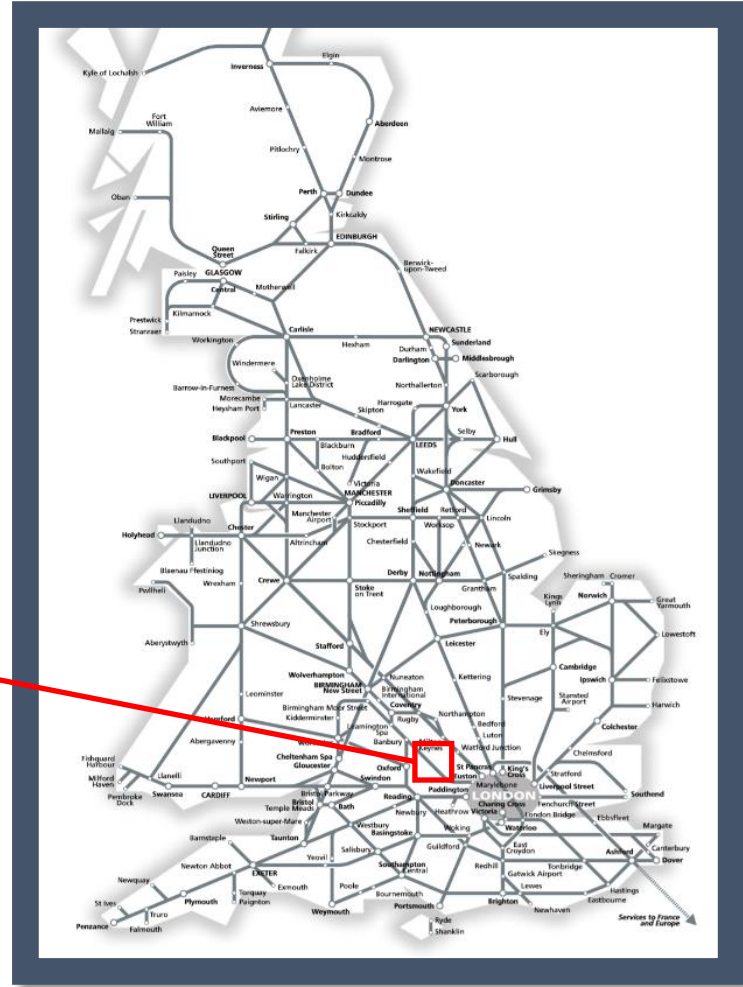 Elgin
Inverness
Kyle of Lochalsh
Aviemore
Fort
William
Mallaig
Aberdeen
Pitlochry
Montrose
Perth
Dundee
Oban
Stirling
Kirkcaldy
EDINBURGH
Queen
Street
Falkirk
Berwick-
upon-Tweed
Paisley
GLASGOW
Central
Motherwell
Prestwick
Kilmarnock
Stranraer
Carlisle
NEWCASTLE
Workington
Hexham
Sunderland
Durham
Darlington
Middlesbrough
Windermere
Scarborough
Oxenholme
Lake District
Barrow-in-Furness
Northallerton
Morecambe
Harrogate
Heysham Port
Lancaster
Skipton
York
Blackpool
Preston
Bradford
Selby
Blackburn
LEEDS
Hull
Southport
Huddersfield
Bolton
Wigan
Wakefield
Victoria
MANCHESTER
Doncaster
Grimsby
LIVERPOOL
Warrington
Piccadilly
Manchester
Airport
Sheffield
Retford
Lincoln
Llandudno
Stockport
Worksop
Holyhead
Chester
Llandudno
Junction
Altrincham
Chesterfield
Newark
Skegness
Blaenau Ffestiniog
Derby
Nottingham
Pwllheli
Wrexham
Crewe
Stoke
on Trent
Grantham
Spalding
Sheringham
Cromer
Kings
Lynn
Norwich
Great
Yarmouth
Loughborough
Peterborough
Aberystwyth
Shrewsbury
Ely
Lowestoft
Stafford
Leicester
Cambridge
Wolverhampton
Nuneaton
Kettering
Ipswich
Felixstowe
BIRMINGHAM
New Street
Birmingham
International
Leominster
Stevenage
Stansted
Airport
Birmingham Moor Street
Coventry
Harwich
Kidderminster
Rugby
Northampton
Hereford
Leamington
Spa
Bedford
Colchester
Abergavenny
Banbury
Milton
Keynes
Luton
Watford Junction
Cheltenham Spa
Chelmsford
Fishguard
Harbour
Gloucester
Oxford
St Pancras
King's
Cross
Llanelli
Swindon
Euston
Stratford
Milford
Haven
Newport
Marylebone
Liverpool Street
Pembroke
Dock
Swansea
CARDIFF
Bristol Parkway
Paddington
LONDON
Southend
Bristol
Temple Meads
Reading
Charing Cross
Fenchurch Street
Bath
Newbury
Heathrow
Victoria
London Bridge
Ebbsfleet
Weston-super-Mare
Westbury
Waterloo
Margate
Barnstaple
Taunton
Basingstoke
Woking
East
Croydon
Canterbury
Salisbury
Guildford
Ashford
Dover
Yeovil
Newton Abbot
EXETER
Southampton
Central
Redhill
Tonbridge
Gatwick Airport
Newquay
Exmouth
Poole
Bournemouth
Lewes
Hastings
Torquay
Paignton
Plymouth
Brighton
Eastbourne
St Ives
Weymouth
Portsmouth
Newhaven
Truro
Falmouth
Penzance
Ryde
Shanklin
Services to France
and Europe